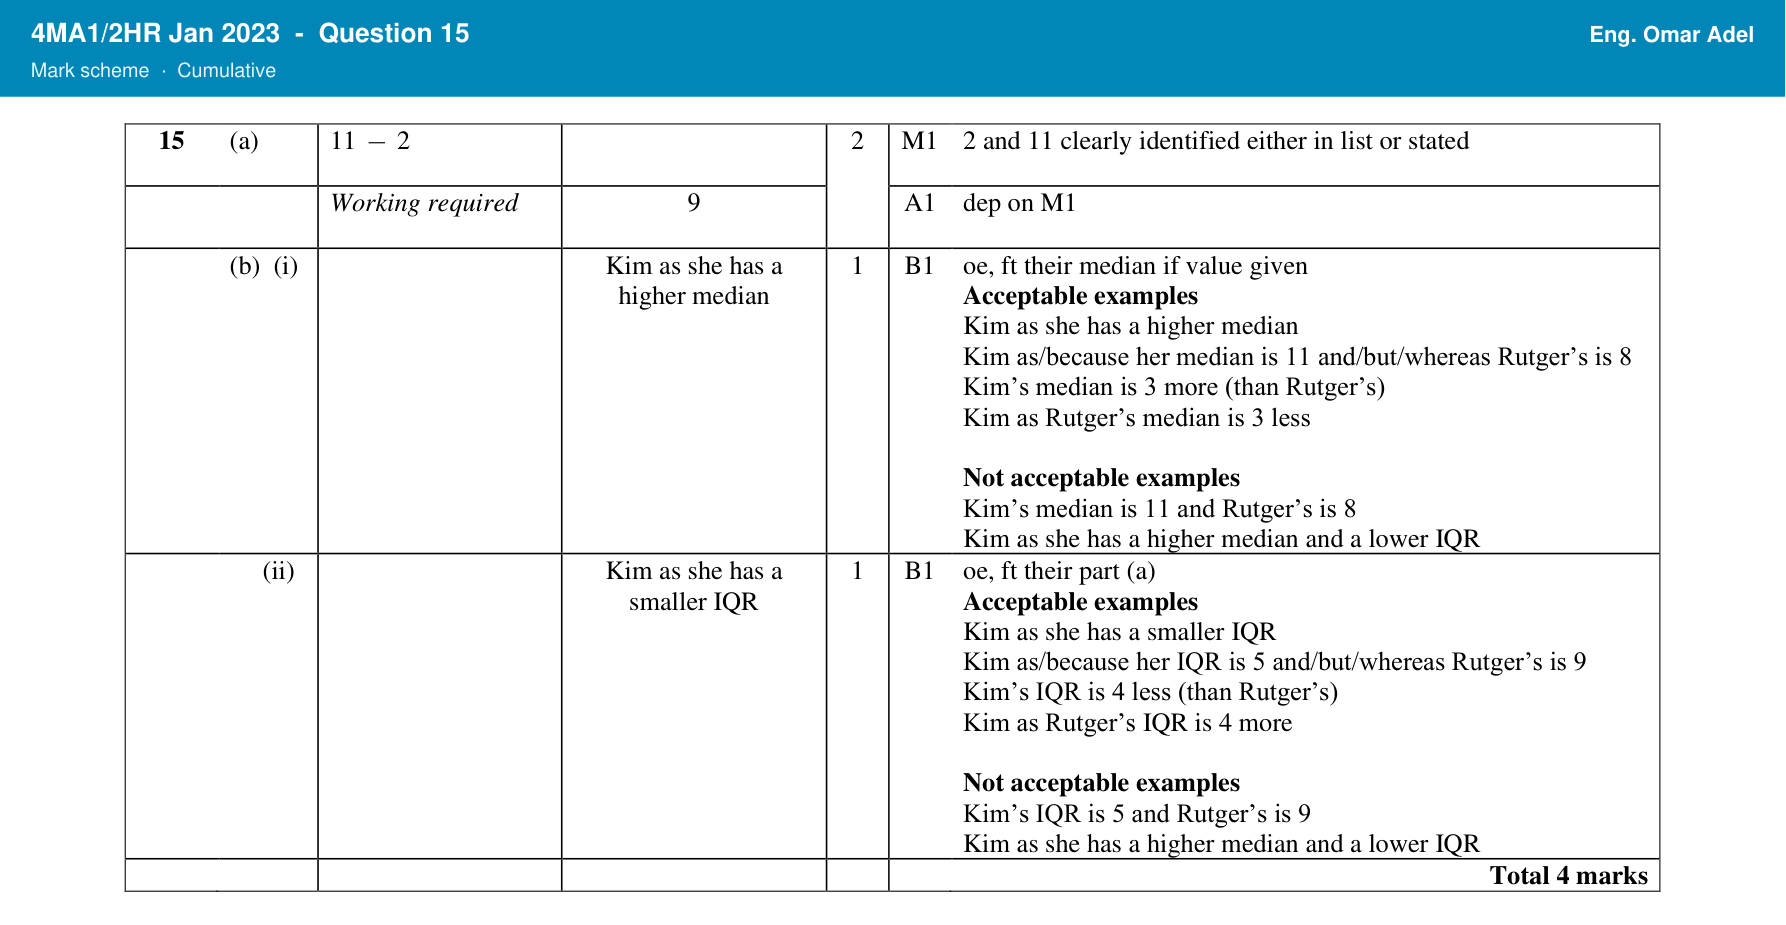 4MA1/2HR Jan 2023 - Question 15
Eng. Omar Adel
Mark scheme · Cumulative
15 (a) 11 − 2 2 M1 2 and 11 clearly identified either in list or stated
Working required 9 A1 dep on M1
(b) (i) Kim as she has a 1 B1 oe, ft their median if value given
higher median Acceptable examples
Kim as she has a higher median
Kim as/because her median is 11 and/but/whereas Rutger’s is 8
Kim’s median is 3 more (than Rutger’s)
Kim as Rutger’s median is 3 less
Not acceptable examples
Kim’s median is 11 and Rutger’s is 8
Kim as she has a higher median and a lower IQR
(ii) Kim as she has a 1 B1 oe, ft their part (a)
smaller IQR Acceptable examples
Kim as she has a smaller IQR
Kim as/because her IQR is 5 and/but/whereas Rutger’s is 9
Kim’s IQR is 4 less (than Rutger’s)
Kim as Rutger’s IQR is 4 more
Not acceptable examples
Kim’s IQR is 5 and Rutger’s is 9
Kim as she has a higher median and a lower IQR
Total 4 marks